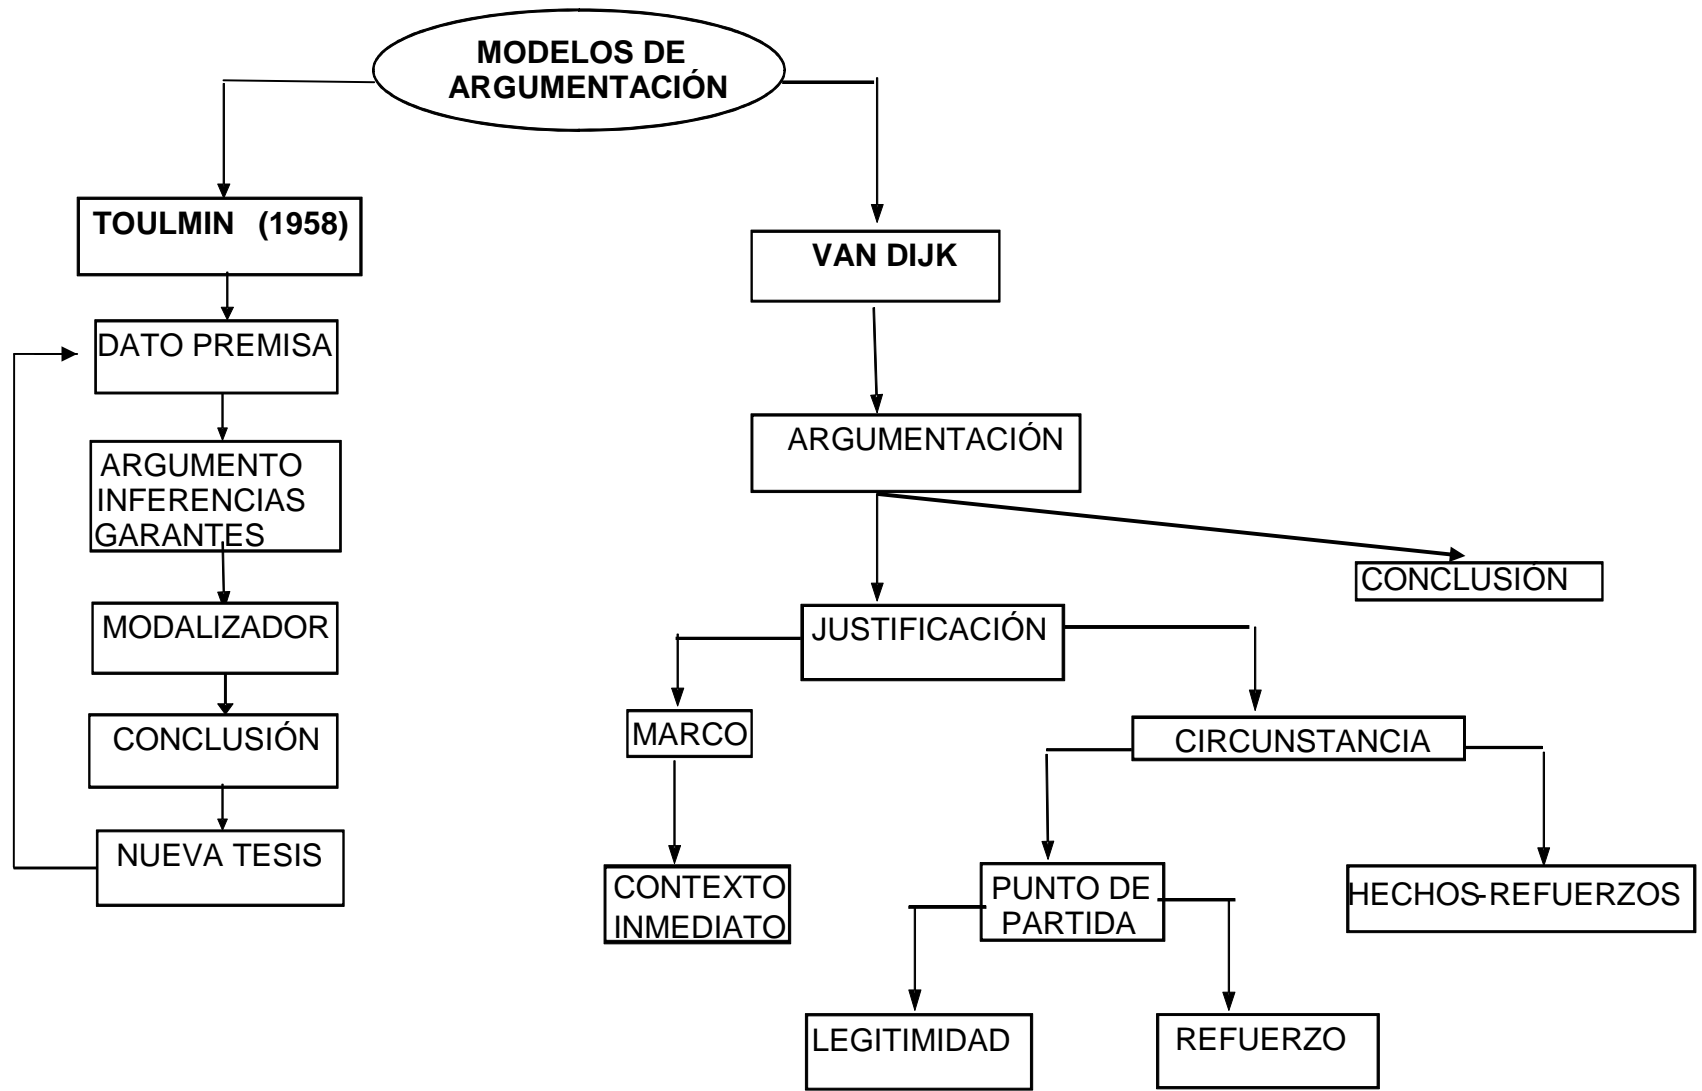 MODELOS DE
ARGUMENTACIÓN
TOULMIN (1958)
DATO PREMISA
ARGUMENTO
INFERENCIAS
GARANTES
MODALIZADOR
CONCLUSIÓN
NUEVA TESIS
VAN DIJK
ARGUMENTACIÓN
CONCLUSIÓN
JUSTIFICACIÓN
MARCO
CIRCUNSTANCIA
CONTEXTO
INMEDIATO
PUNTO DE
PARTIDA
HECHOS-REFUERZOS
LEGITIMIDAD
REFUERZO